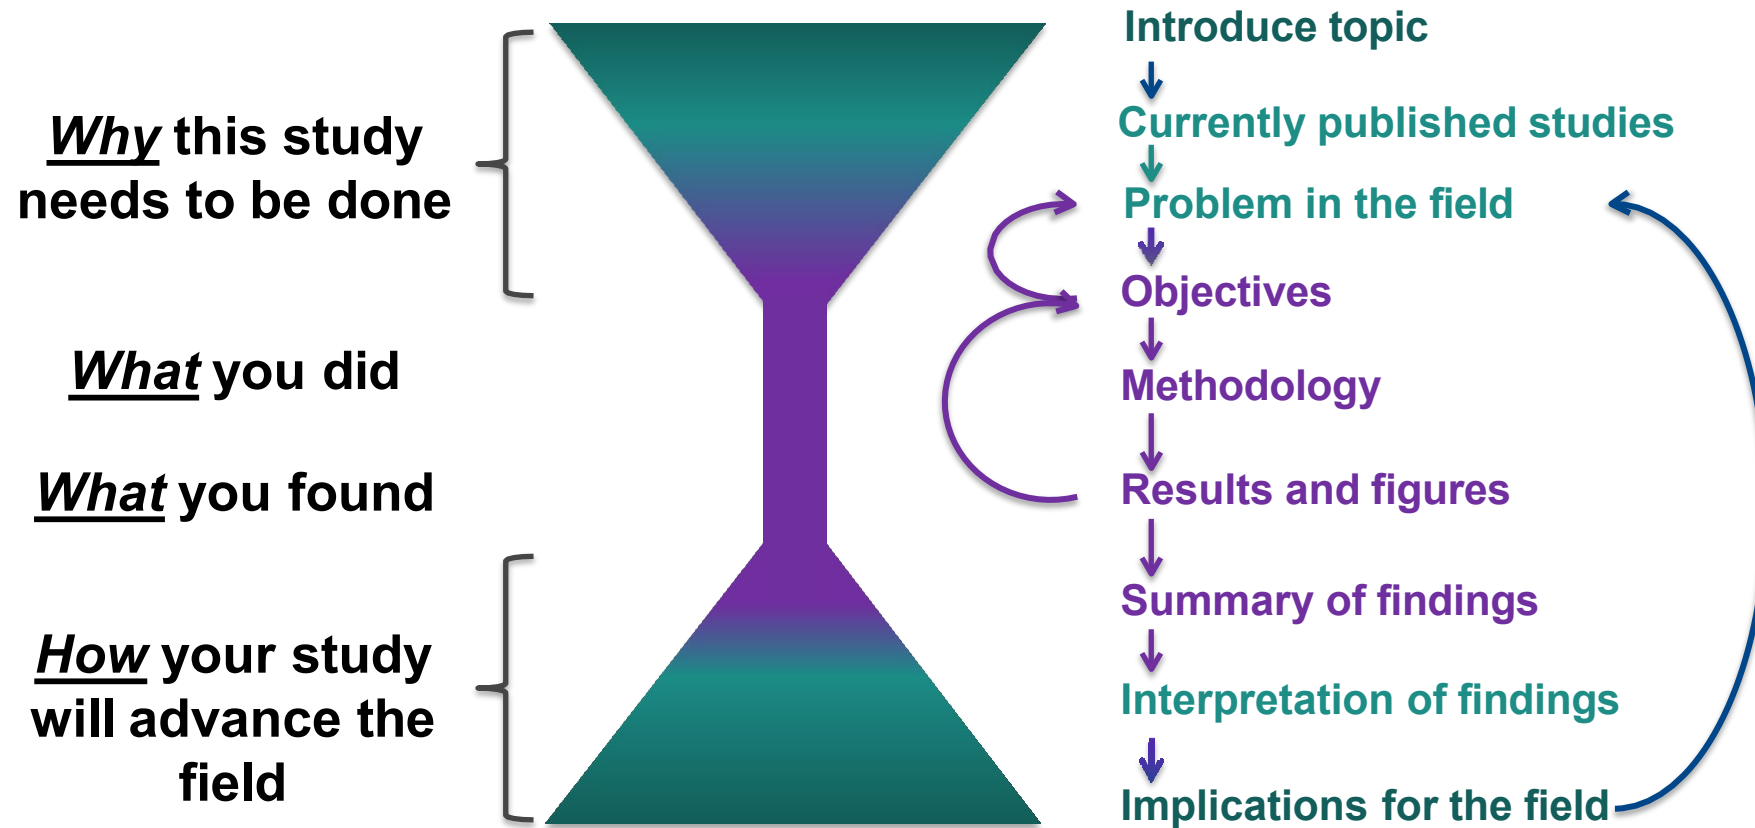 Why this study
needs to be done
What you did
What you found
How your study
will advance the
field
Introduce topic
Currently published studies
Problem in the field
Objectives
Methodology
Results and figures
Summary of findings
Interpretation of findings
Implications for the field